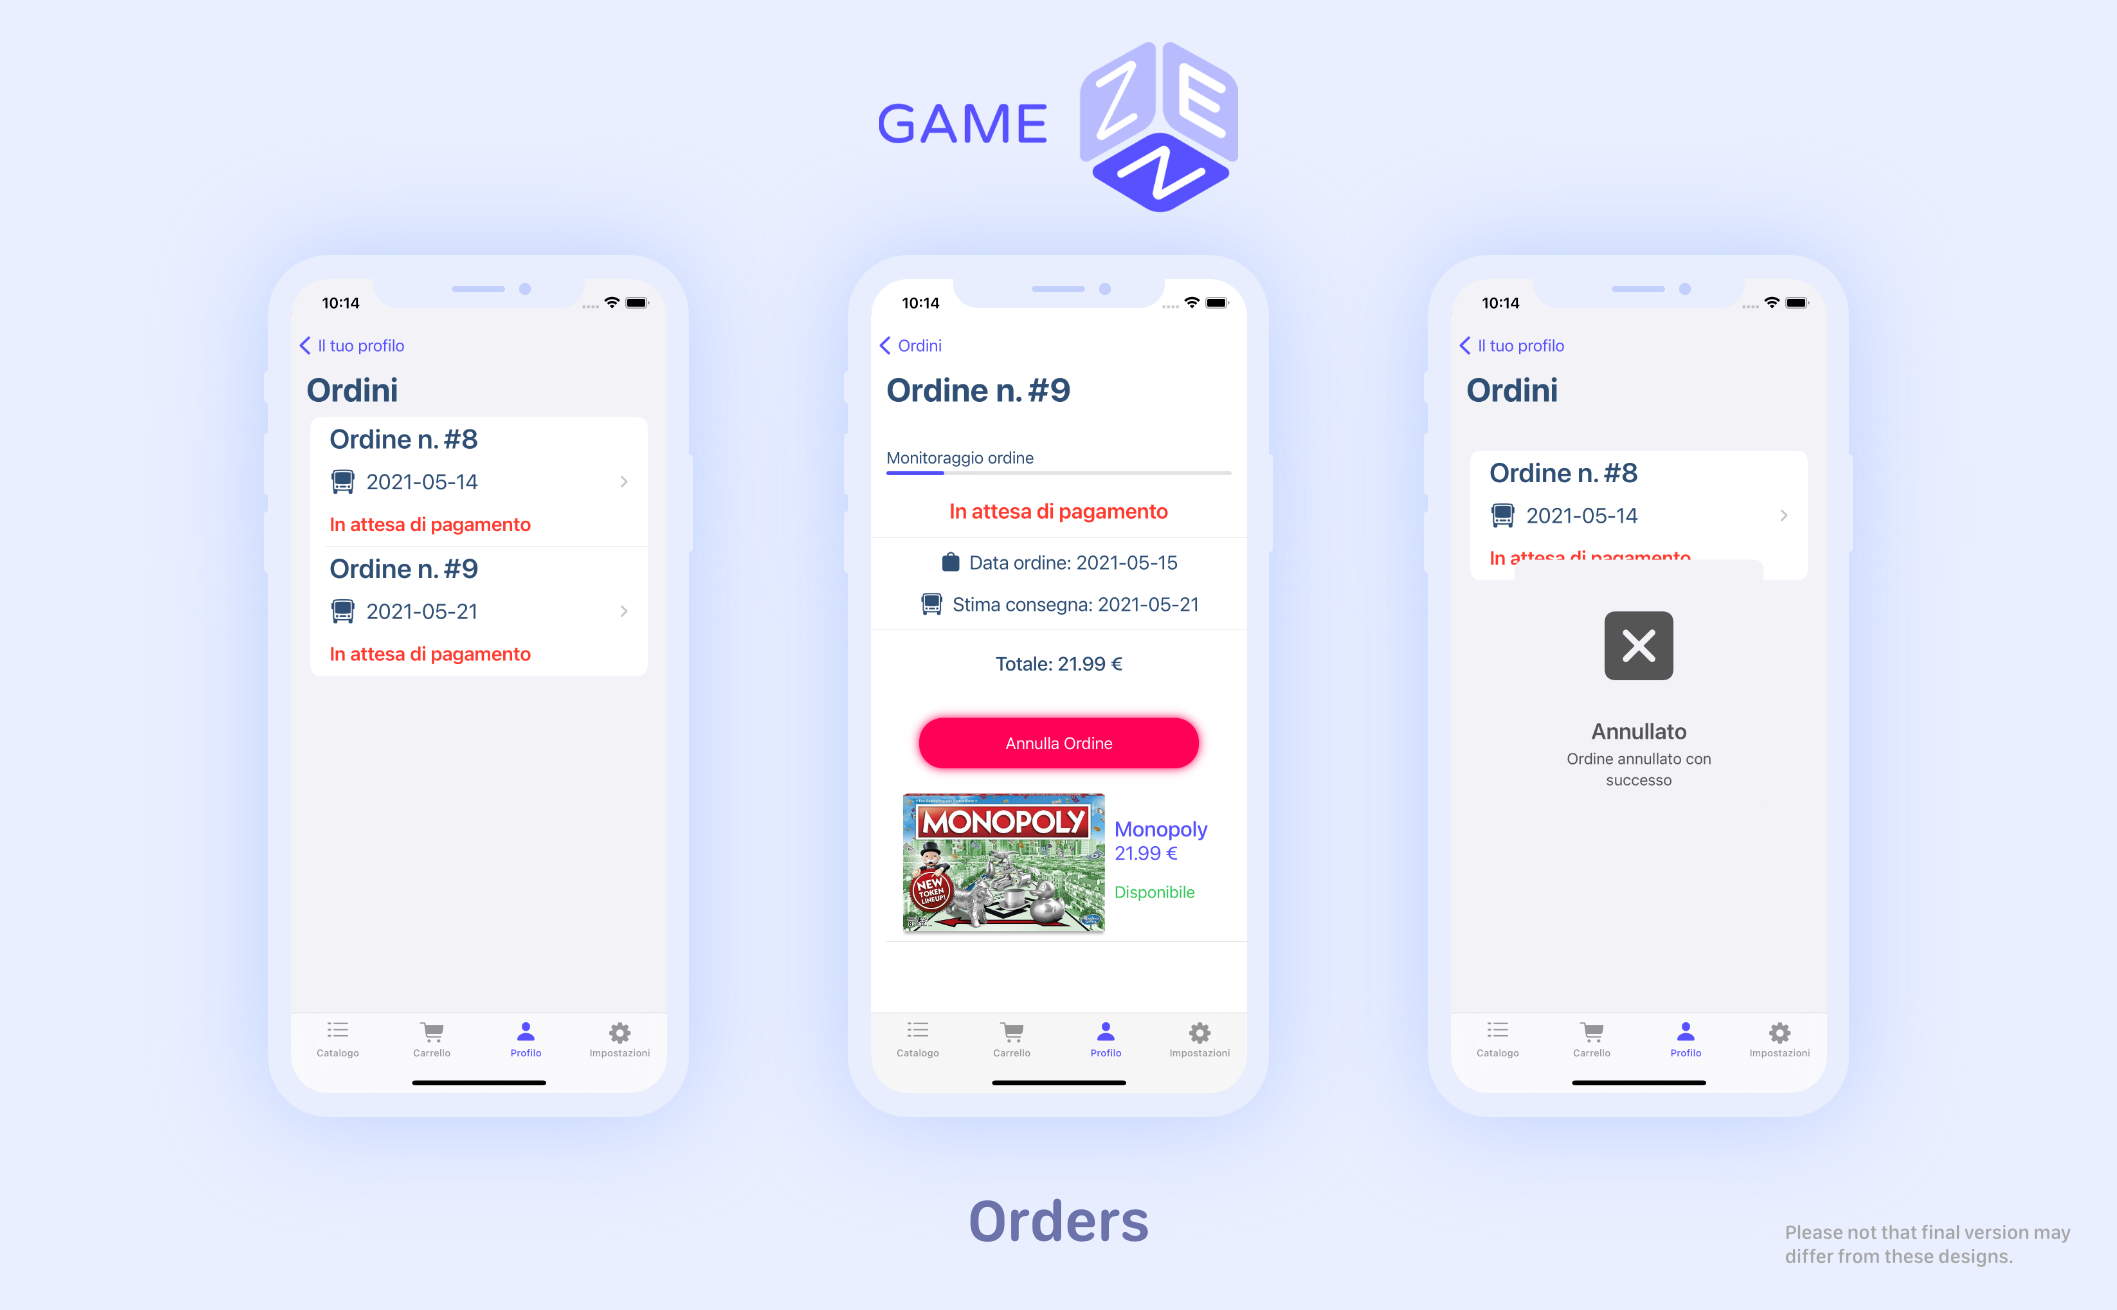 GAME
ZEN
10:14
Il tuo profilo
Ordini
Ordine n. #8
2021-05-14
In attesa di pagamento
Ordine n. #9
2021-05-21
In attesa di pagamento
Catalogo
Carrello
Profilo
Impostazioni
10:14
Ordini
Ordine n. #9
Monitoraggio ordine
In attesa di pagamento
Data ordine: 2021-05-15
Stima consegna: 2021-05-21
Totale: 21.99 €
Annulla Ordine
MONOPOLY
NEW
TOKEN
LINEUP!
Monopoly
21.99 €
Disponibile
Catalogo
Carrello
Profilo
Impostazioni
10:14
Il tuo profilo
Ordini
Ordine n. #8
2021-05-14
In attesa di pagamento
Annullato
Ordine annullato con
successo
Catalogo
Carrello
Profilo
Impostazioni
Orders
Please not that final version may
differ from these designs.